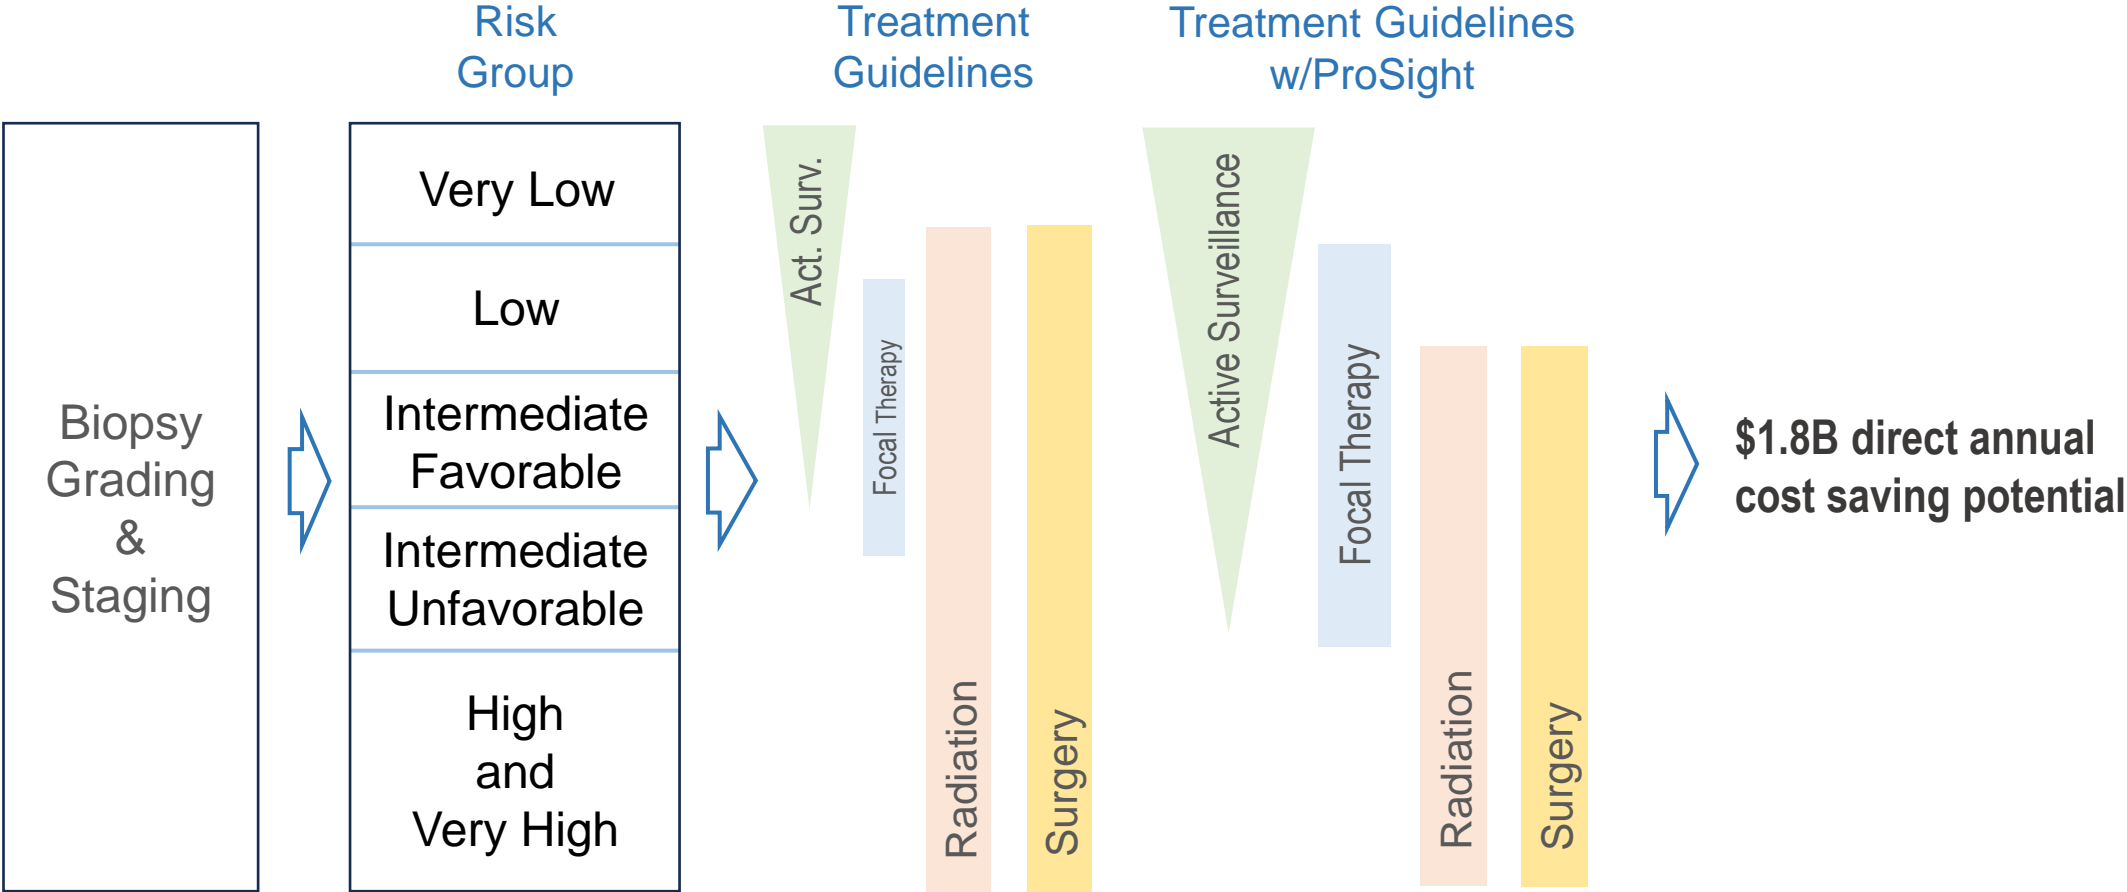 Risk
Group
Treatment
Guidelines
Treatment Guidelines
w/ProSight
Biopsy
Grading
&
Staging
Very Low
Low
Intermediate
Favorable
Intermediate
Unfavorable
High
and
Very High
Act. Surv.
Focal Therapy
Radiation
Surgery
Active Surveillance
Focal Therapy
Radiation
Surgery
$1.8B direct annual
cost saving potential